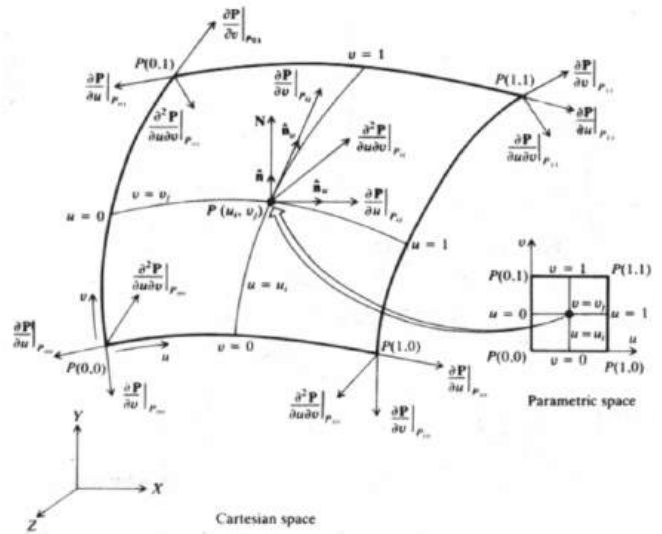 ∂P/∂v|P₀₁
P(0,1)
v = 1
∂P/∂u|P₀₁
∂²P/∂u∂v|P₀₁
∂P/∂v|Pᵢⱼ
P(1,1)
∂P/∂v|P₁₁
∂P/∂u|P₁₁
∂²P/∂u∂v|P₁₁
N
n̂ᵥ
∂²P/∂u∂v|Pᵢⱼ
n̂
n̂ᵤ
∂P/∂u|Pᵢⱼ
v = vⱼ
P (uᵢ, vⱼ)
u = 0
u = 1
∂²P/∂u∂v|P₀₀
u = uᵢ
v
v
P(0,1)
v = 1
P(1,1)
u = 0
v = vⱼ
u = 1
u = uᵢ
u
P(0,0)
v = 0
P(1,0)
∂P/∂u|P₀₀
u
v = 0
P(1,0)
P(0,0)
∂P/∂v|P₀₀
∂²P/∂u∂v|P₁₀
∂P/∂u|P₁₀
∂P/∂v|P₁₀
Parametric space
Y
X
Z
Cartesian space